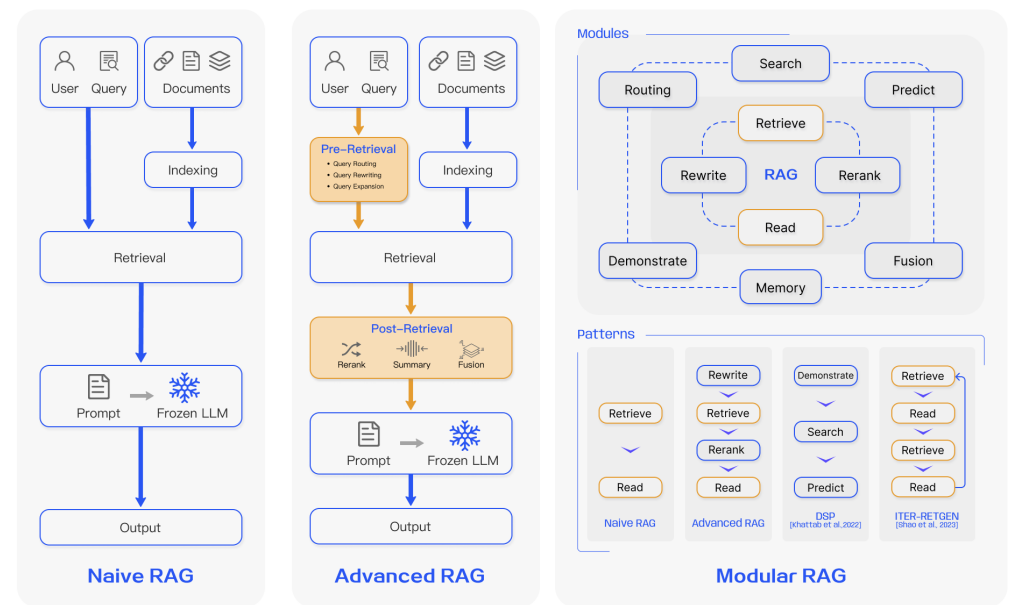 User Query
Documents
Indexing
Retrieval
Prompt
Frozen LLM
Output
Naive RAG
User Query
Documents
Pre-Retrieval
• Query Routing
• Query Rewriting
• Query Expansion
Indexing
Retrieval
Post-Retrieval
Rerank
Summary
Fusion
Prompt
Frozen LLM
Output
Advanced RAG
Modules
Search
Routing
Predict
Retrieve
Rewrite
RAG
Rerank
Read
Demonstrate
Fusion
Memory
Patterns
Retrieve
Read
Naive RAG
Rewrite
Retrieve
Rerank
Read
Advanced RAG
Demonstrate
Search
Predict
DSP
[Khattab et al,2022]
Retrieve
Read
Retrieve
Read
ITER-RETGEN
[Shao et al, 2023]
Modular RAG